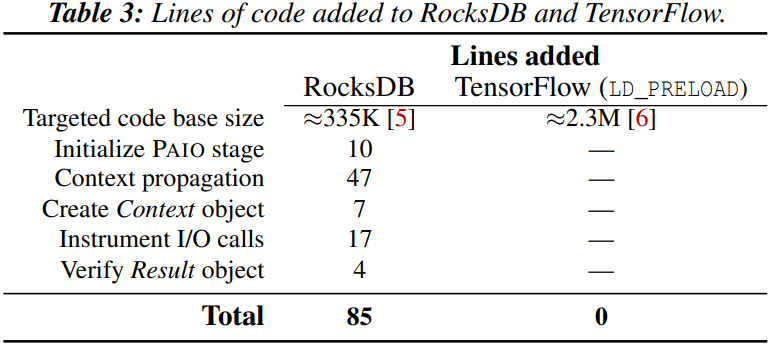 Table 3: Lines of code added to RocksDB and TensorFlow.
Lines added
RocksDB TensorFlow (LD_PRELOAD)
Targeted code base size ≈335K [5] ≈2.3M [6]
Initialize PAIO stage 10 —
Context propagation 47 —
Create Context object 7 —
Instrument I/O calls 17 —
Verify Result object 4 —
Total 85 0